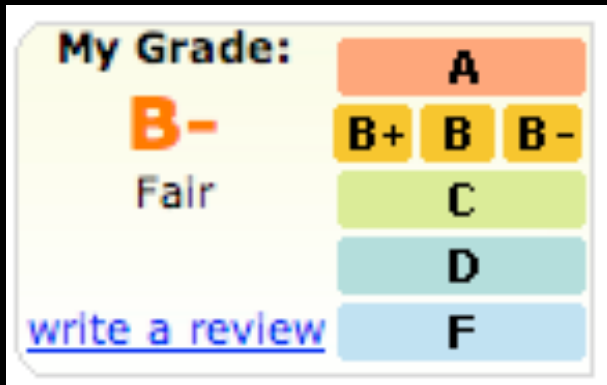 My Grade:
B-
Fair
write a review
A
B+ B B-
C
D
F